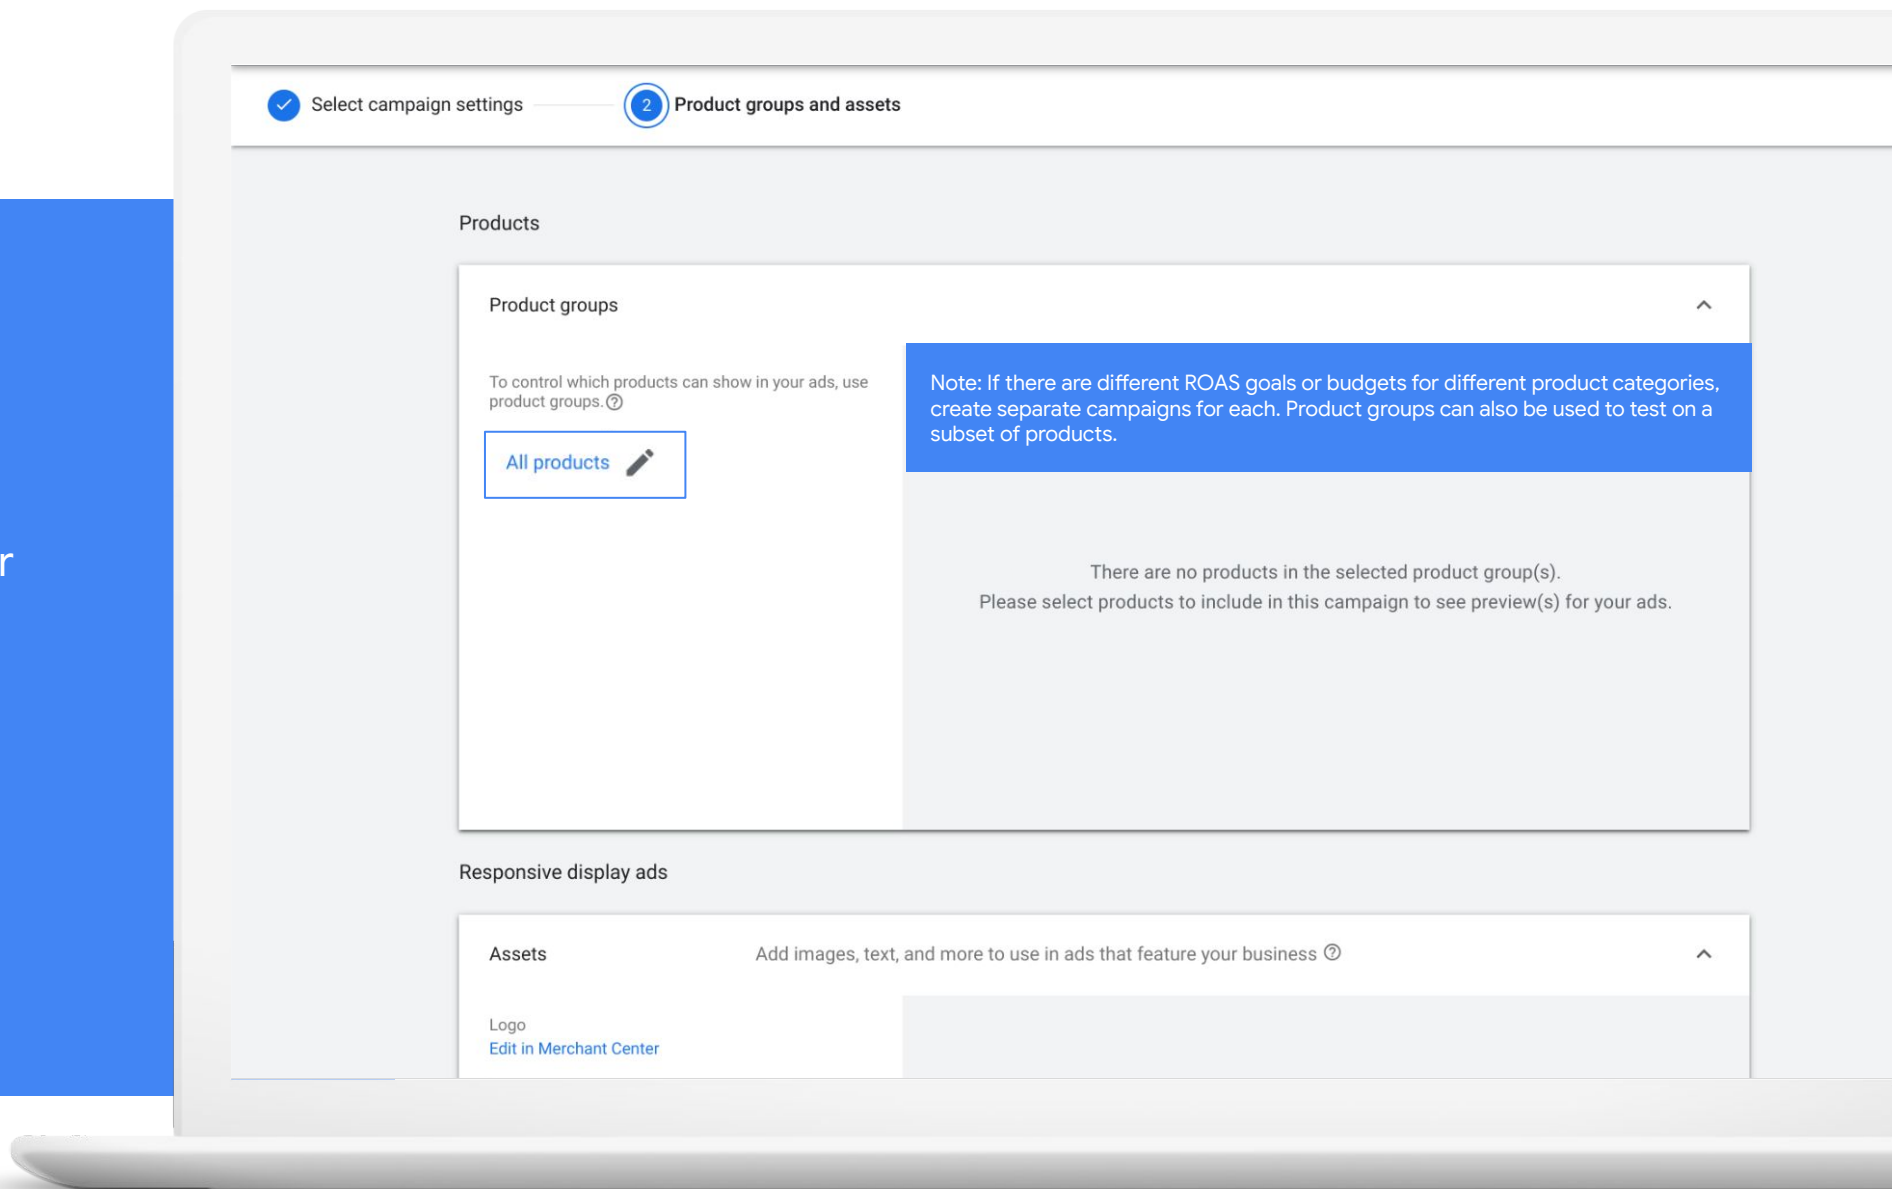 Select campaign settings
2
Product groups and assets
Products
Product groups
To control which products can show in your ads, use
product groups.
All products
Note: If there are different ROAS goals or budgets for different product categories,
create separate campaigns for each. Product groups can also be used to test on a
subset of products.
There are no products in the selected product group(s).
Please select products to include in this campaign to see preview(s) for your ads.
r
Responsive display ads
Assets
Add images, text, and more to use in ads that feature your business
Logo
Edit in Merchant Center